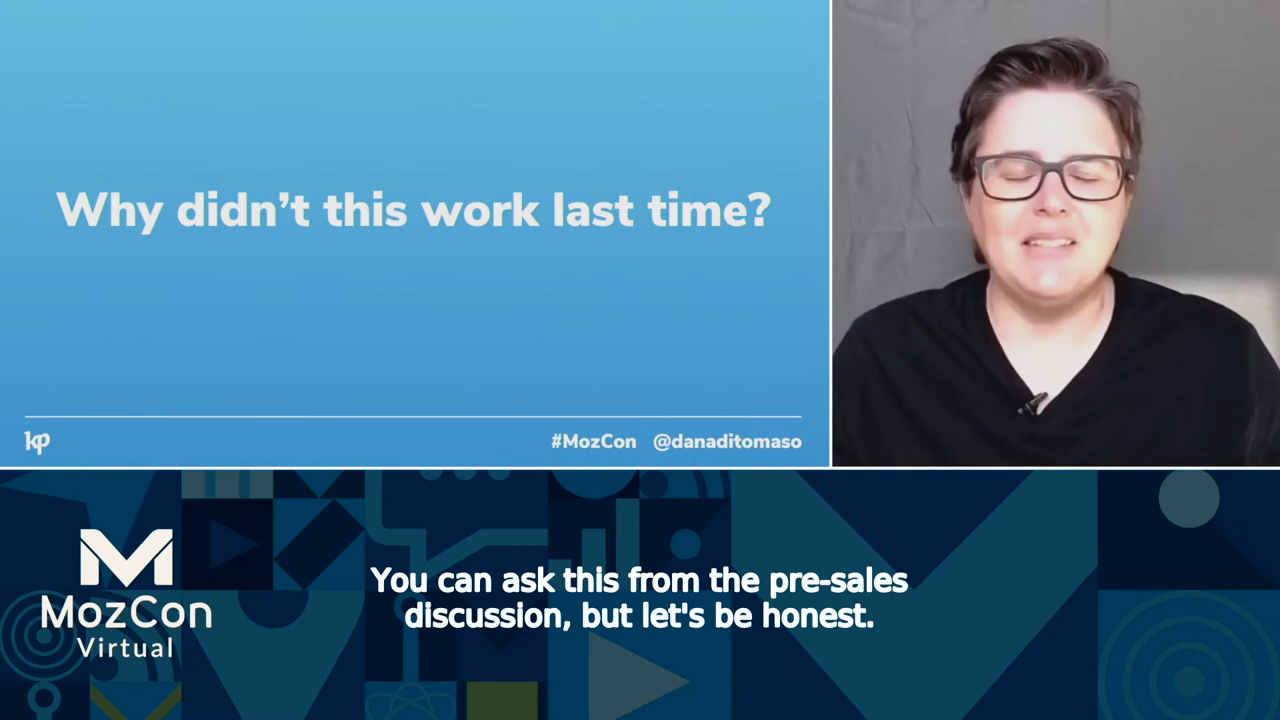 Why didn't this work last time?
kp
#MozCon @danaditomaso
M
MozCon
Virtual
You can ask this from the pre-sales
discussion, but let's be honest.